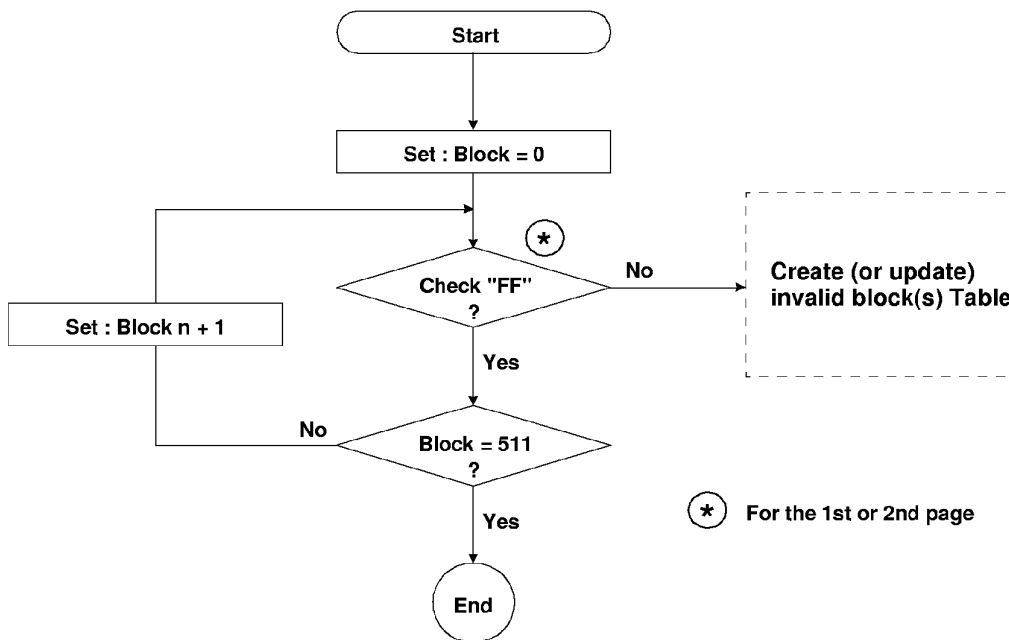 Start
Set : Block = 0
*
Check "FF"
?
No
Create (or update)
invalid block(s) Table
Set : Block n + 1
Yes
No
Block = 511
?
* For the 1st or 2nd page
Yes
End